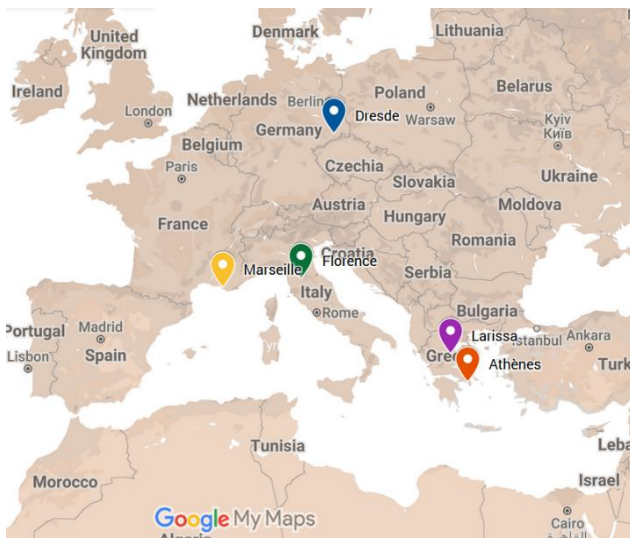 United
Kingdom
Denmark
Lithuania
Ireland
London
Netherlands
Berlin
Dresde
Poland
Warsaw
Belarus
Germany
Belgium
Kyiv
Київ
Paris
Czechia
Slovakia
Ukraine
Austria
Moldova
France
Hungary
Romania
Croatia
Marseille
Florence
Serbia
Italy
Rome
Bulgaria
Portugal
Madrid
Larissa
Istanbul
Ankara
Lisbon
Spain
Athènes
Tunisia
Morocco
Israel
Google My Maps
Cairo
القاهرة